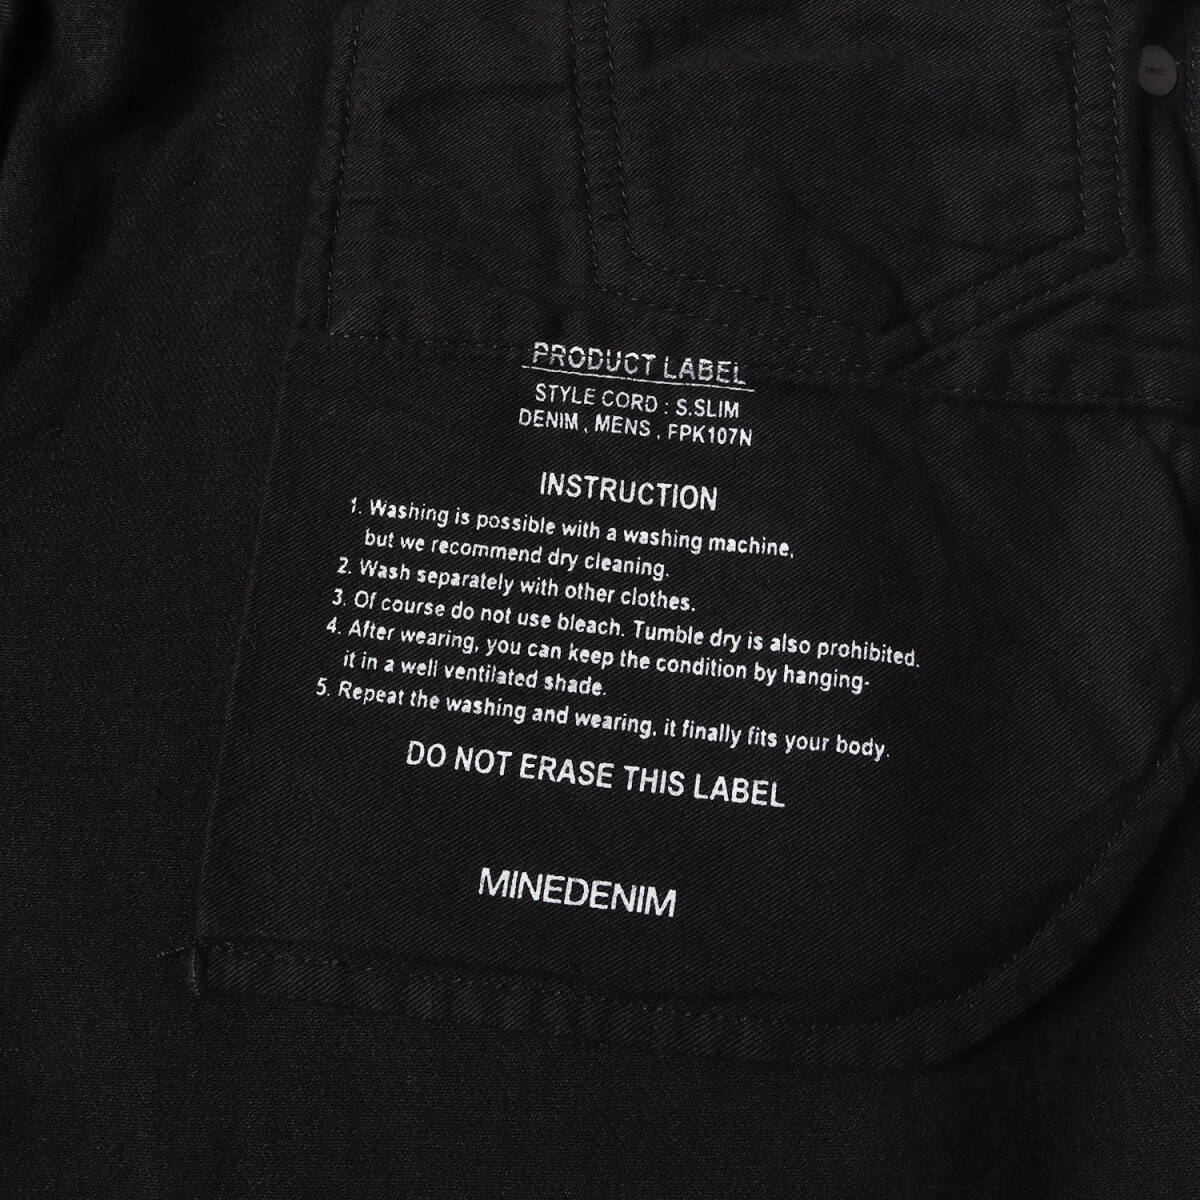 PRODUCT LABEL
STYLE CORD : S.SLIM
DENIM , MENS , FPK107N
INSTRUCTION
1. Washing is possible with a washing machine,
but we recommend dry cleaning.
2. Wash separately with other clothes.
3. Of course do not use bleach. Tumble dry is also prohibited.
4. After wearing, you can keep the condition by hanging-
it in a well ventilated shade.
5. Repeat the washing and wearing, it finally fits your body.
DO NOT ERASE THIS LABEL
MINEDENIM